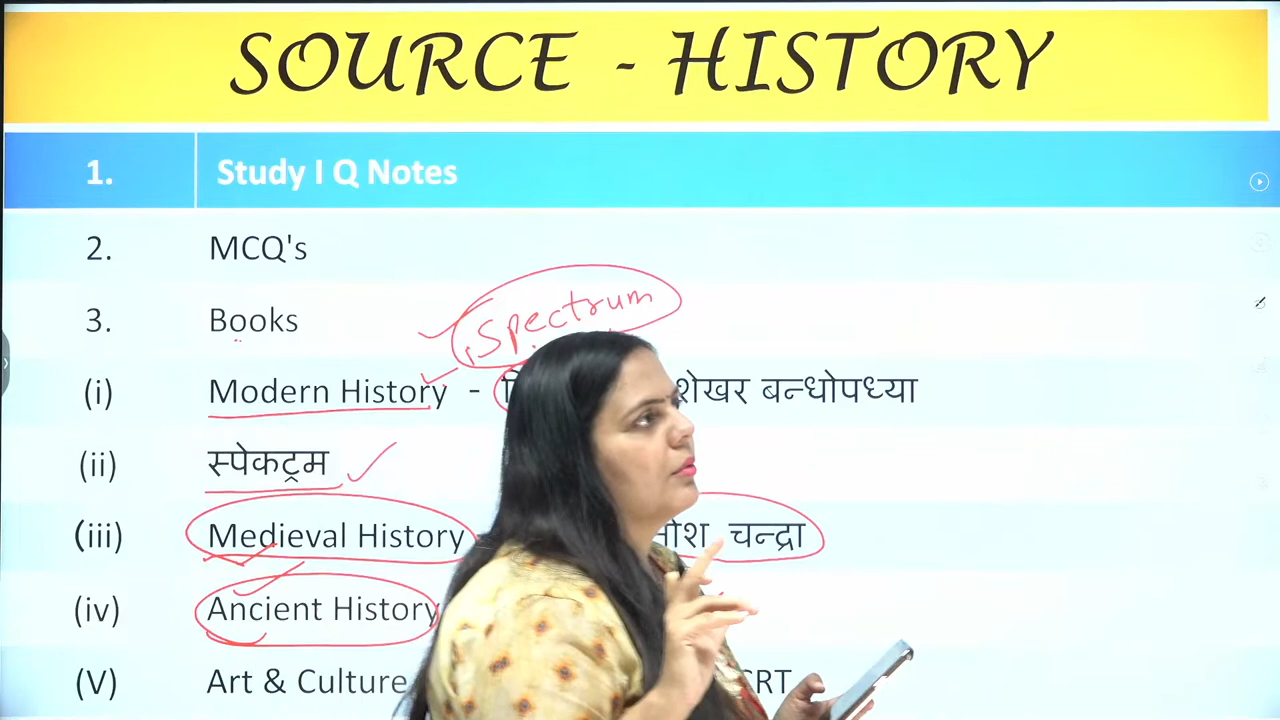 SOURCE - HISTORY
1. Study I Q Notes
2. MCQ's
3. Books
Spectrum
(i) Modern History - शेखर बन्धोपध्या
(ii) स्पेकट्रम
(iii) Medieval History चन्द्रा
(iv) Ancient History
(V) Art & Culture